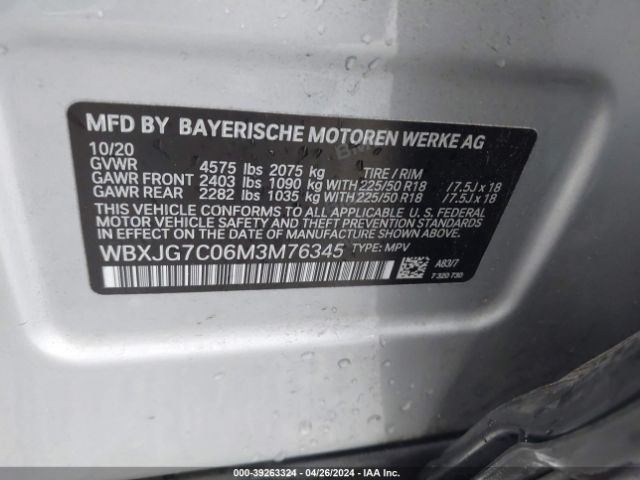 MFD BY BAYERISCHE MOTOREN WERKE AG
10/20
GVWR 4575 lbs 2075 kg TIRE / RIM
GAWR FRONT 2403 lbs 1090 kg WITH 225/50 R18 /7.5J x 18
GAWR REAR 2282 lbs 1035 kg WITH 225/50 R18 /7.5J x 18
THIS VEHICLE CONFORMS TO ALL APPLICABLE U. S. FEDERAL
MOTOR VEHICLE SAFETY AND THEFT PREVENTION STANDARDS
IN EFFECT ON THE DATE OF MANUFACTURE SHOWN ABOVE.
WBXJG7C06M3M76345 TYPE: MPV
A83/7
7 320 730
000-39263324 - 04/26/2024 - IAA Inc.